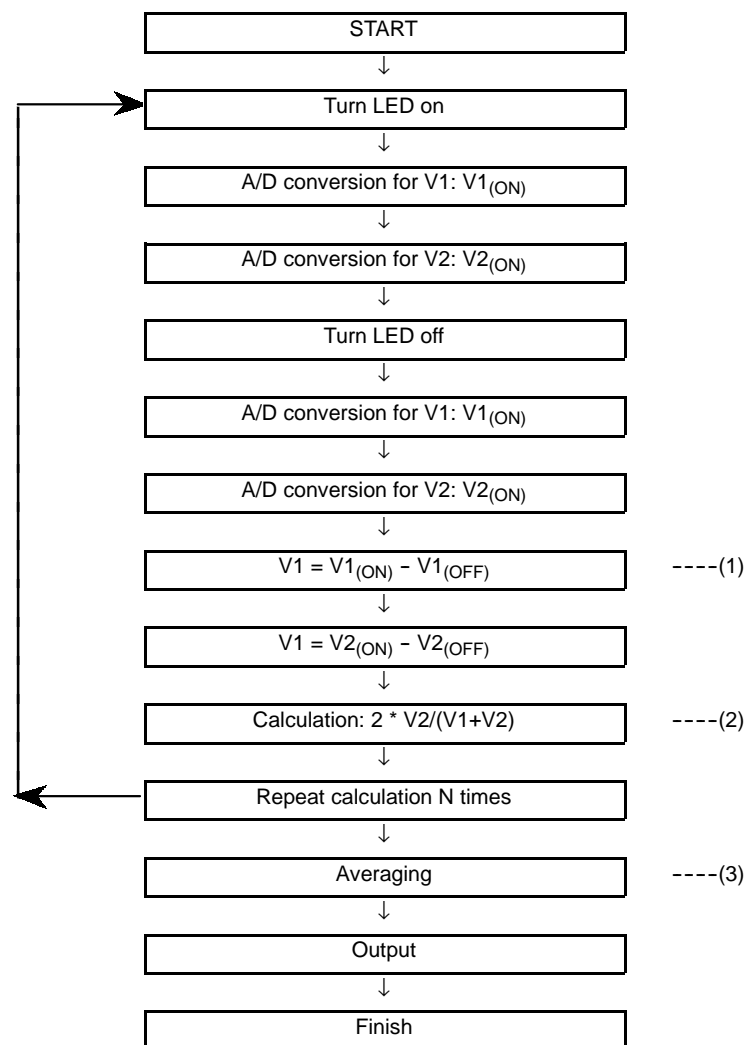 START
↓
Turn LED on
↓
A/D conversion for V1: V1(ON)
↓
A/D conversion for V2: V2(ON)
↓
Turn LED off
↓
A/D conversion for V1: V1(ON)
↓
A/D conversion for V2: V2(ON)
↓
V1 = V1(ON) − V1(OFF) ----(1)
↓
V1 = V2(ON) − V2(OFF)
↓
Calculation: 2 * V2/(V1+V2) ----(2)
↓
Repeat calculation N times
↓
Averaging ----(3)
↓
Output
↓
Finish